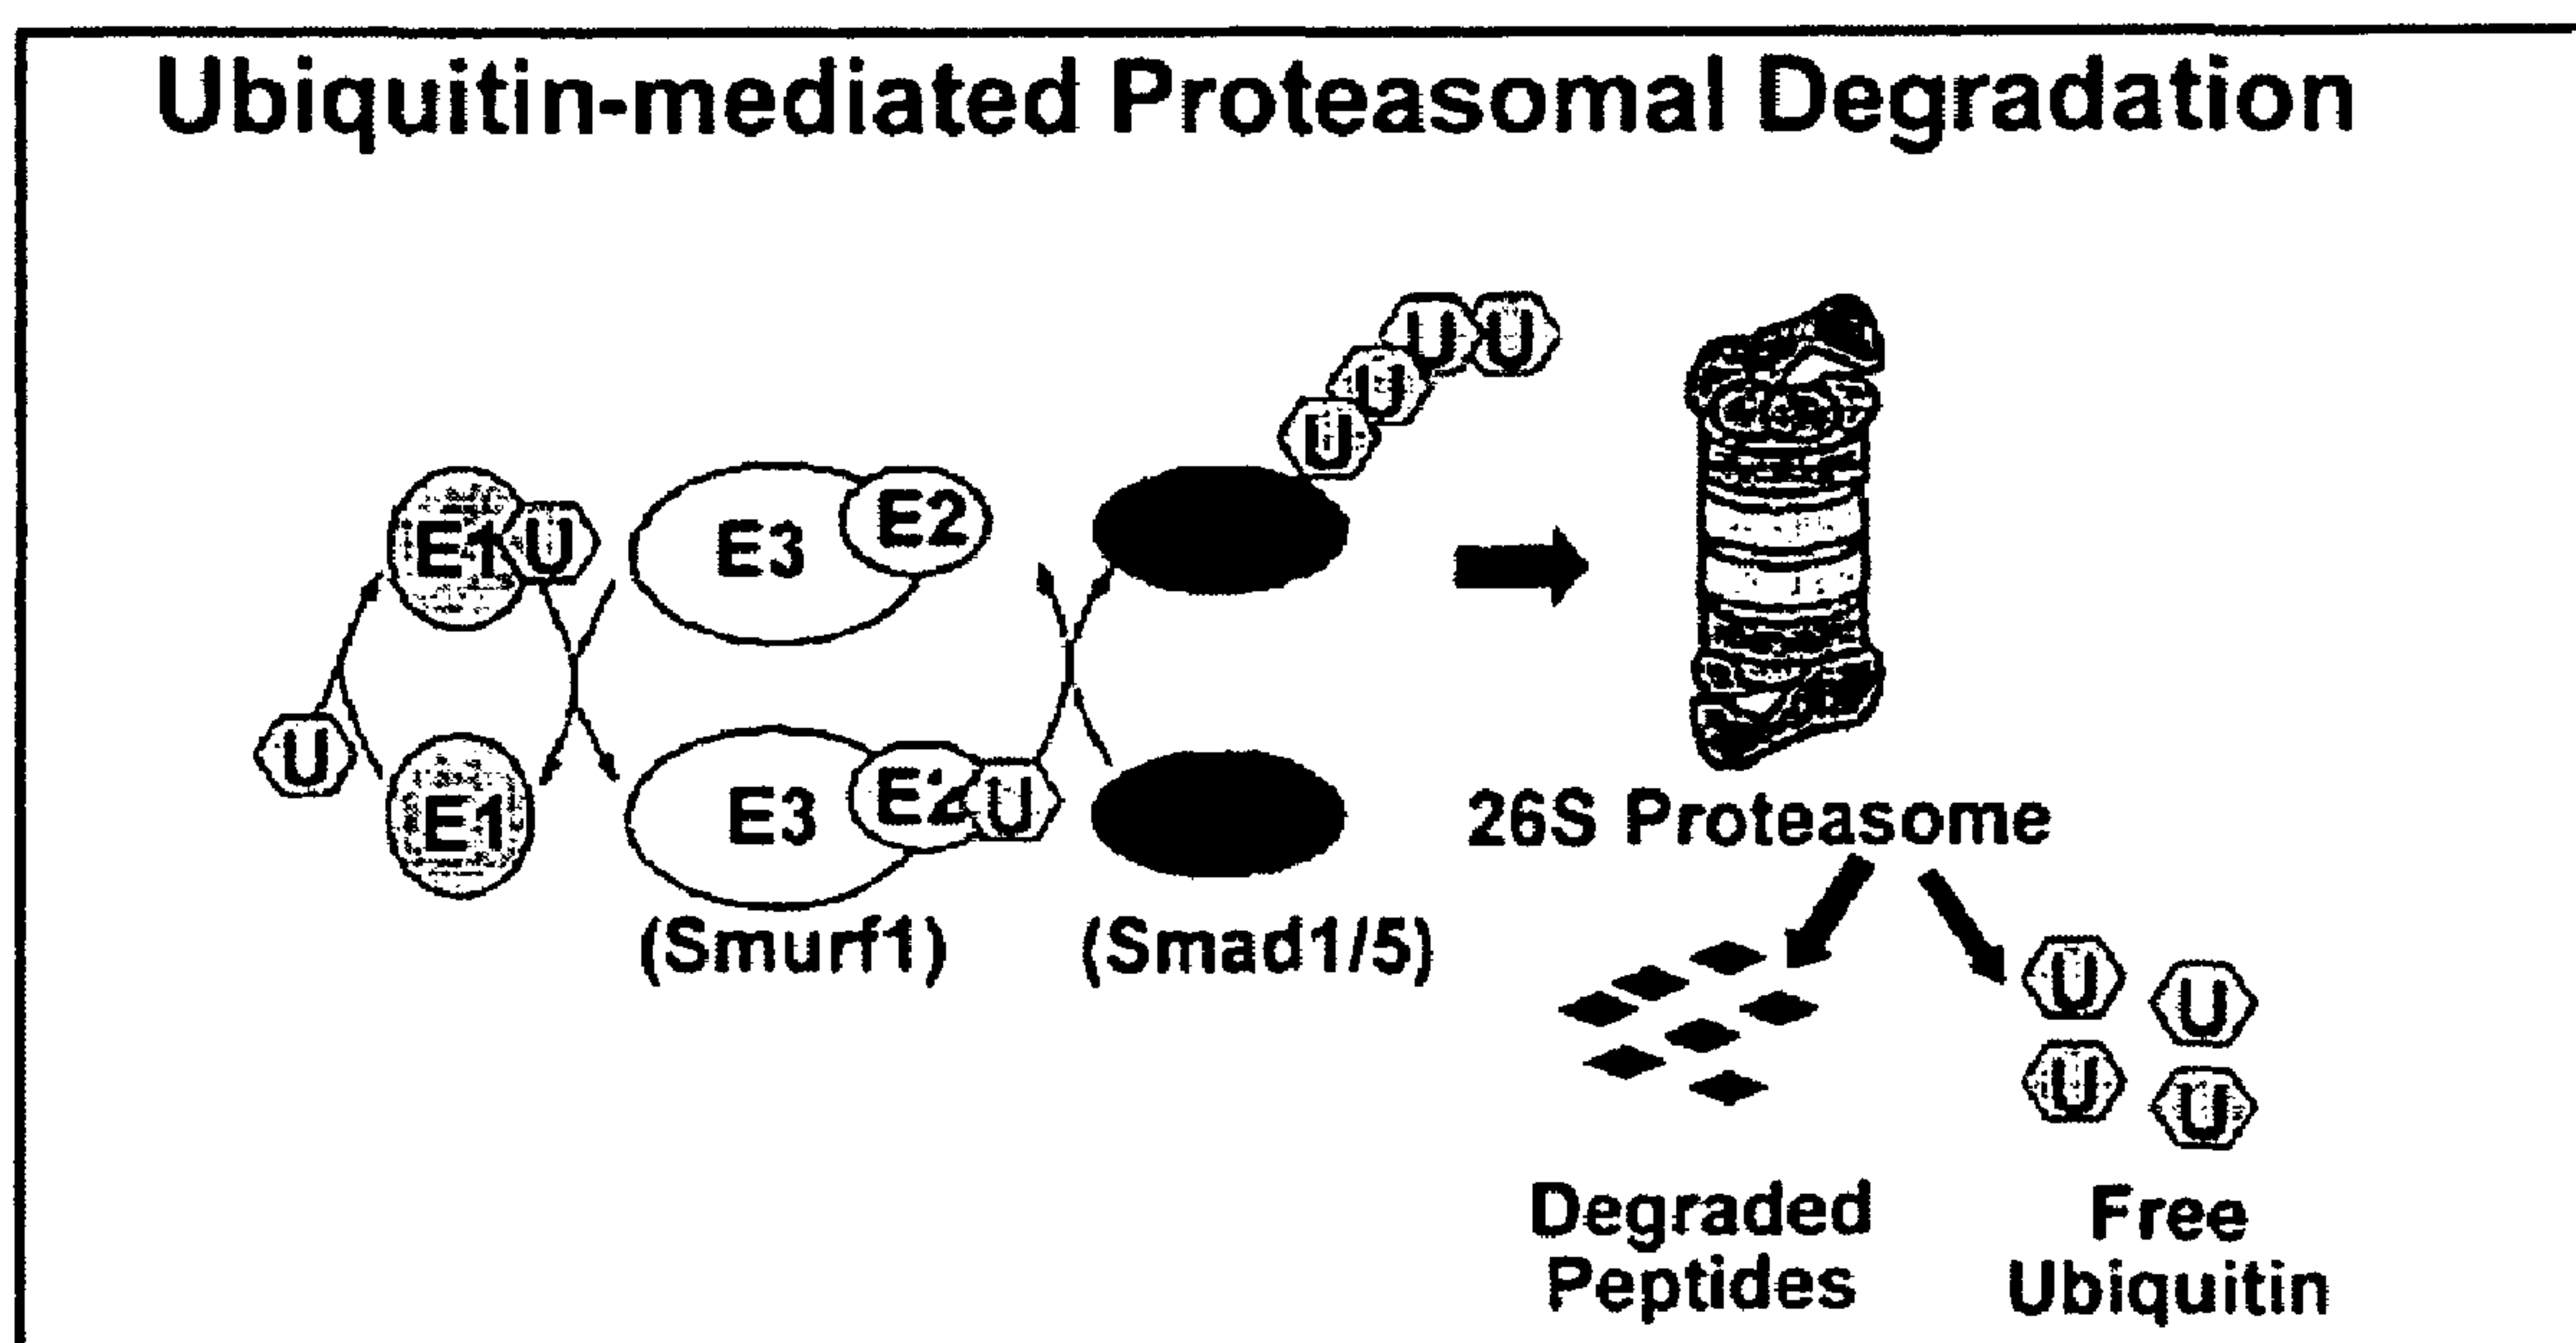 Ubiquitin-mediated Proteasomal Degradation
U U
U
U
E1 U E3 E2
U
E1 E3 E2 U
26S Proteasome
(Smurf1) (Smad1/5)
U U
U U
Degraded
Peptides
Free
Ubiquitin